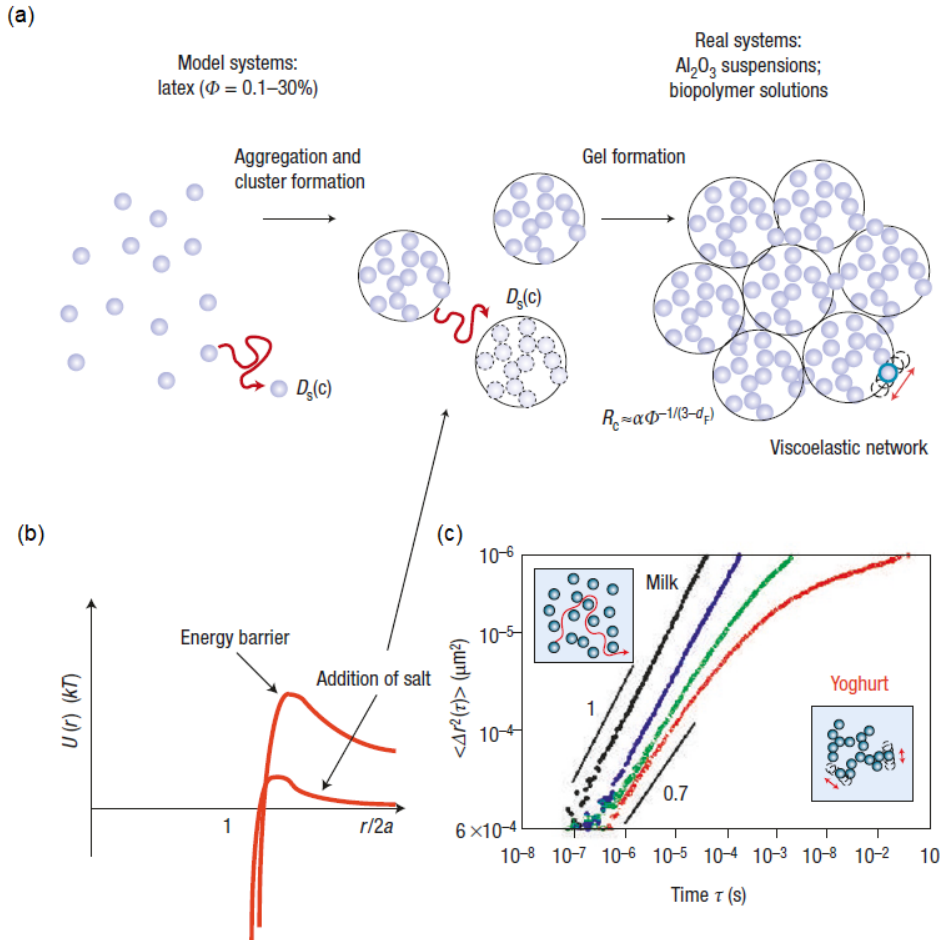 (a)
Model systems:
latex (Φ = 0.1–30%)
Real systems:
Al₂O₃ suspensions;
biopolymer solutions
Aggregation and
cluster formation
Gel formation
Dₛ(c)
Dₛ(c)
R_c≈αΦ^–1/(3–d_F)
Viscoelastic network
(b)
U(r) (kT)
Energy barrier
Addition of salt
1
r/2a
(c)
10⁻⁶
10⁻⁵
10⁻⁴
6 ×10⁻⁴
<Δr²(τ)> (μm²)
Milk
Yoghurt
1
0.7
10⁻⁸
10⁻⁷
10⁻⁶
10⁻⁵
10⁻⁴
10⁻³
10⁻⁸
10⁻²
10
Time τ (s)